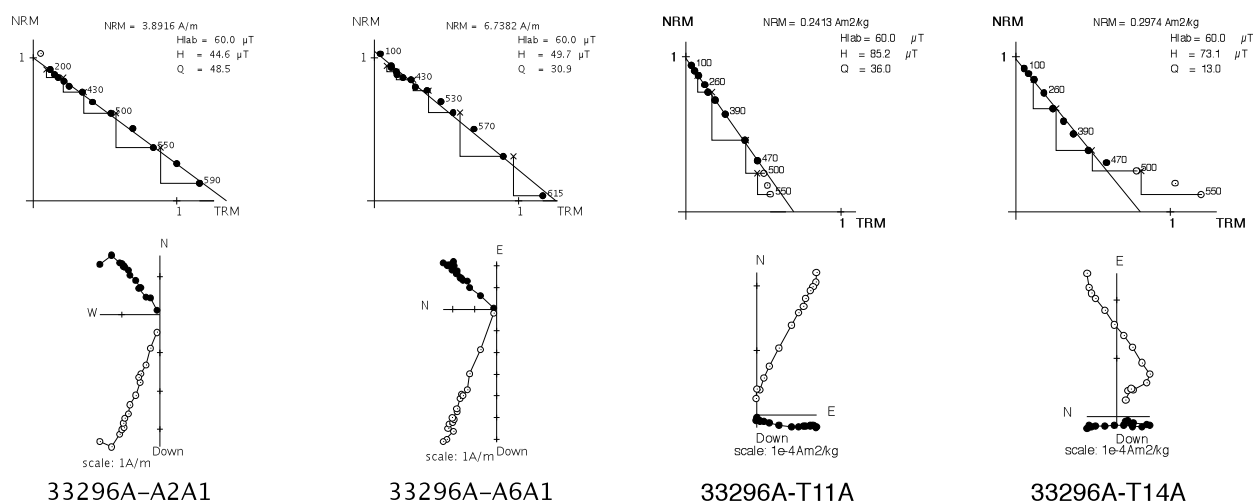 NRM
NRM = 3.8916 A/m
Hlab = 60.0 μT
H = 44.6 μT
Q = 48.5
1
200
430
500
550
590
1
TRM
N
W
Down
scale: 1A/m
33296A-A2A1
NRM
NRM = 6.7382 A/m
Hlab = 60.0 μT
H = 49.7 μT
Q = 30.9
1
100
430
530
570
615
1
TRM
E
N
Down
scale: 1A/m
33296A-A6A1
NRM
NRM = 0.2413 Am2/kg
Hlab = 60.0 μT
H = 85.2 μT
Q = 36.0
1
100
260
390
470
500
550
1
TRM
N
E
Down
scale: 1e-4Am2/kg
33296A-T11A
NRM
NRM = 0.2974 Am2/kg
Hlab = 60.0 μT
H = 73.1 μT
Q = 13.0
1
100
260
390
470
500
550
1
TRM
E
N
Down
scale: 1e-4Am2/kg
33296A-T14A